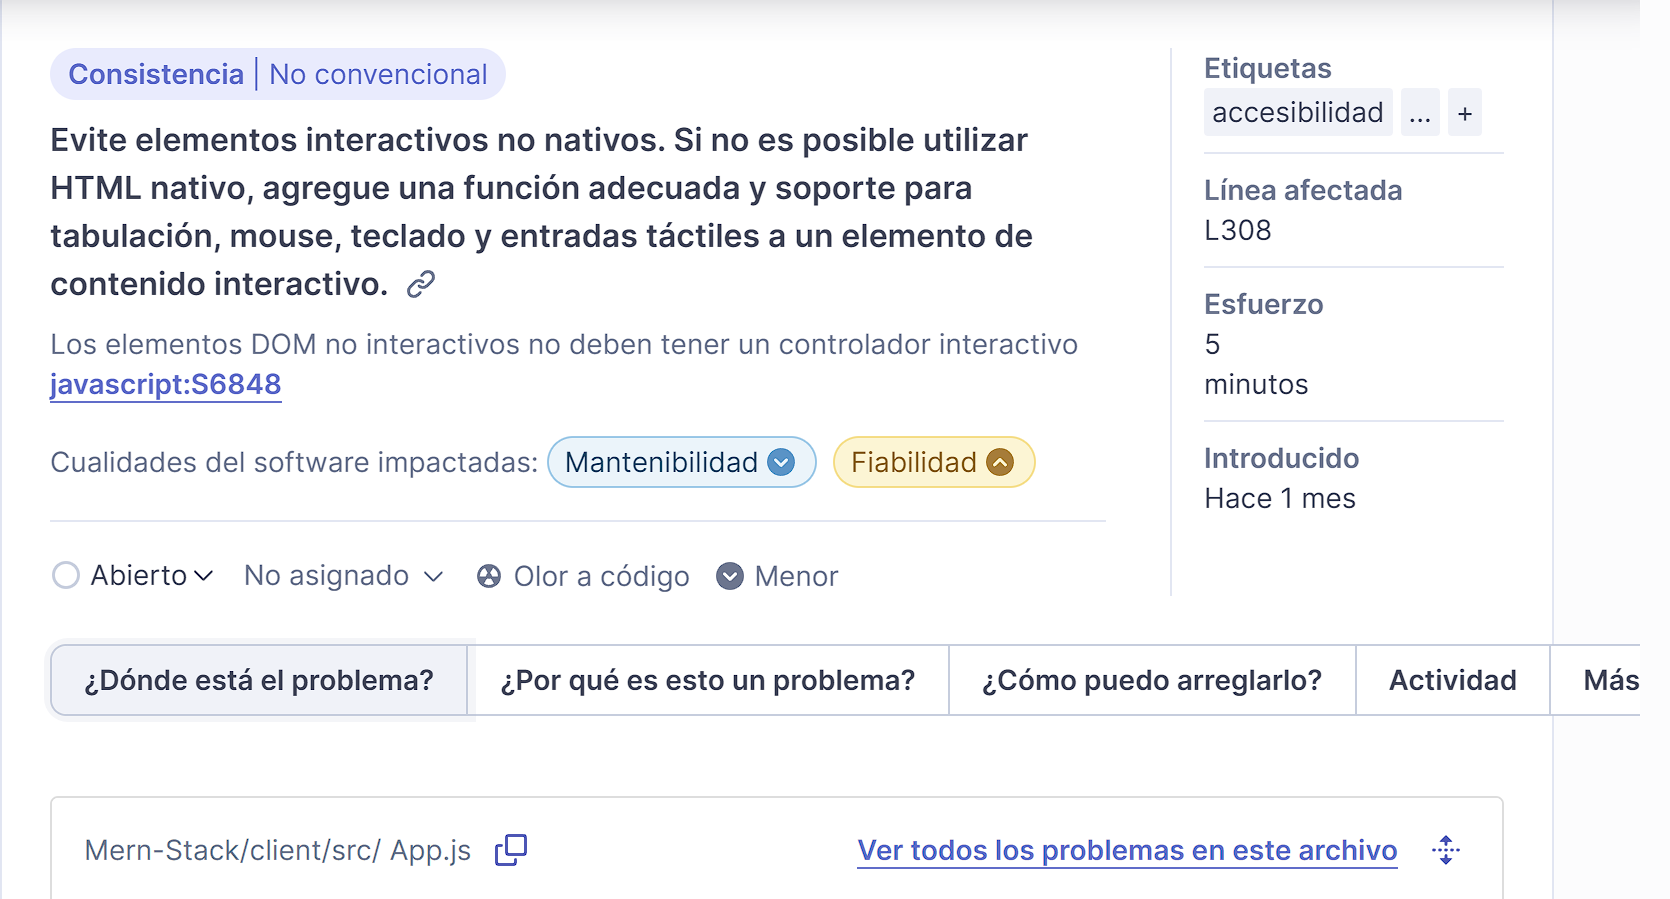 Consistencia | No convencional
Evite elementos interactivos no nativos. Si no es posible utilizar
HTML nativo, agregue una función adecuada y soporte para
tabulación, mouse, teclado y entradas táctiles a un elemento de
contenido interactivo.
Los elementos DOM no interactivos no deben tener un controlador interactivo
javascript:S6848
Cualidades del software impactadas: Mantenibilidad Fiabilidad
Abierto No asignado Olor a código Menor
Etiquetas
accesibilidad ... +
Línea afectada
L308
Esfuerzo
5
minutos
Introducido
Hace 1 mes
¿Dónde está el problema? ¿Por qué es esto un problema? ¿Cómo puedo arreglarlo? Actividad Más
Mern-Stack/client/src/ App.js Ver todos los problemas en este archivo